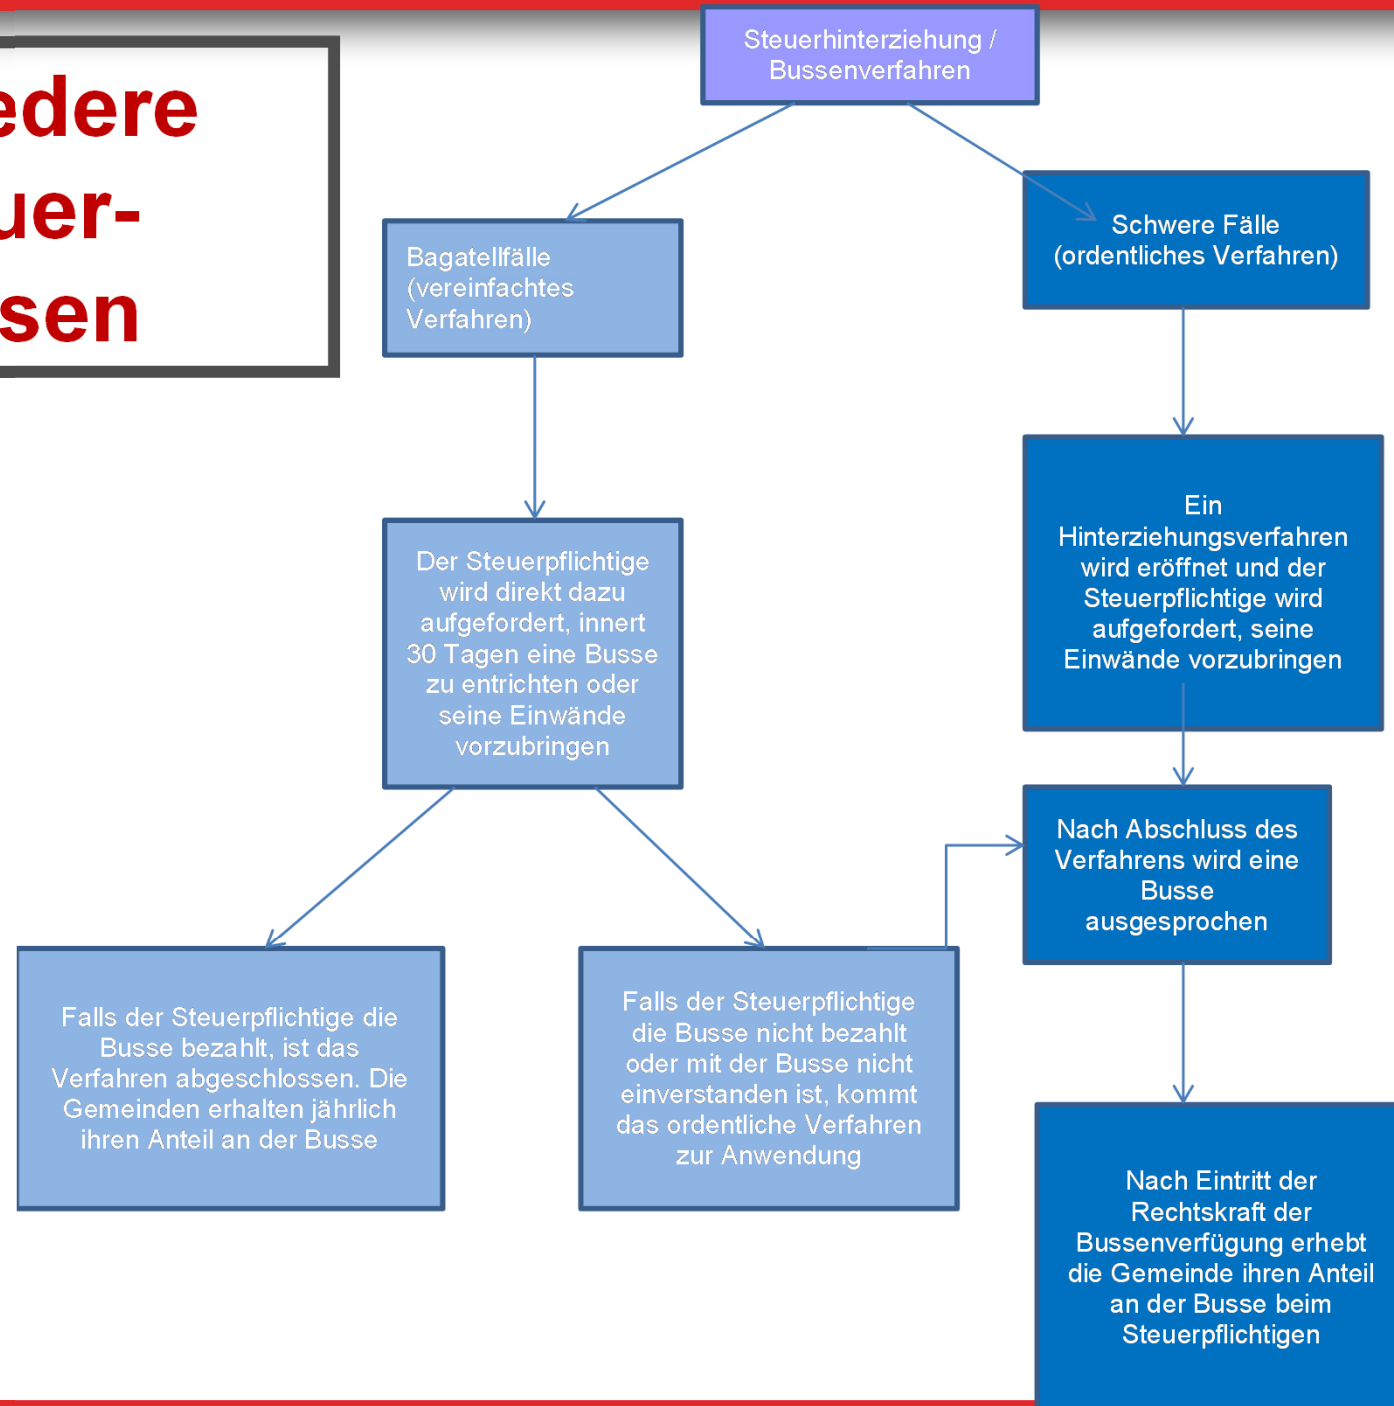 Steuerhinterziehung /
Bussenverfahren
Bagatellfälle
(vereinfachtes
Verfahren)
Schwere Fälle
(ordentliches Verfahren)
Der Steuerpflichtige
wird direkt dazu
aufgefordert, innert
30 Tagen eine Busse
zu entrichten oder
seine Einwände
vorzubringen
Ein
Hinterziehungsverfahren
wird eröffnet und der
Steuerpflichtige wird
aufgefordert, seine
Einwände vorzubringen
Nach Abschluss des
Verfahrens wird eine
Busse
ausgesprochen
Falls der Steuerpflichtige die
Busse bezahlt, ist das
Verfahren abgeschlossen. Die
Gemeinden erhalten jährlich
ihren Anteil an der Busse
Falls der Steuerpflichtige
die Busse nicht bezahlt
oder mit der Busse nicht
einverstanden ist, kommt
das ordentliche Verfahren
zur Anwendung
Nach Eintritt der
Rechtskraft der
Bussenverfügung erhebt
die Gemeinde ihren Anteil
an der Busse beim
Steuerpflichtigen